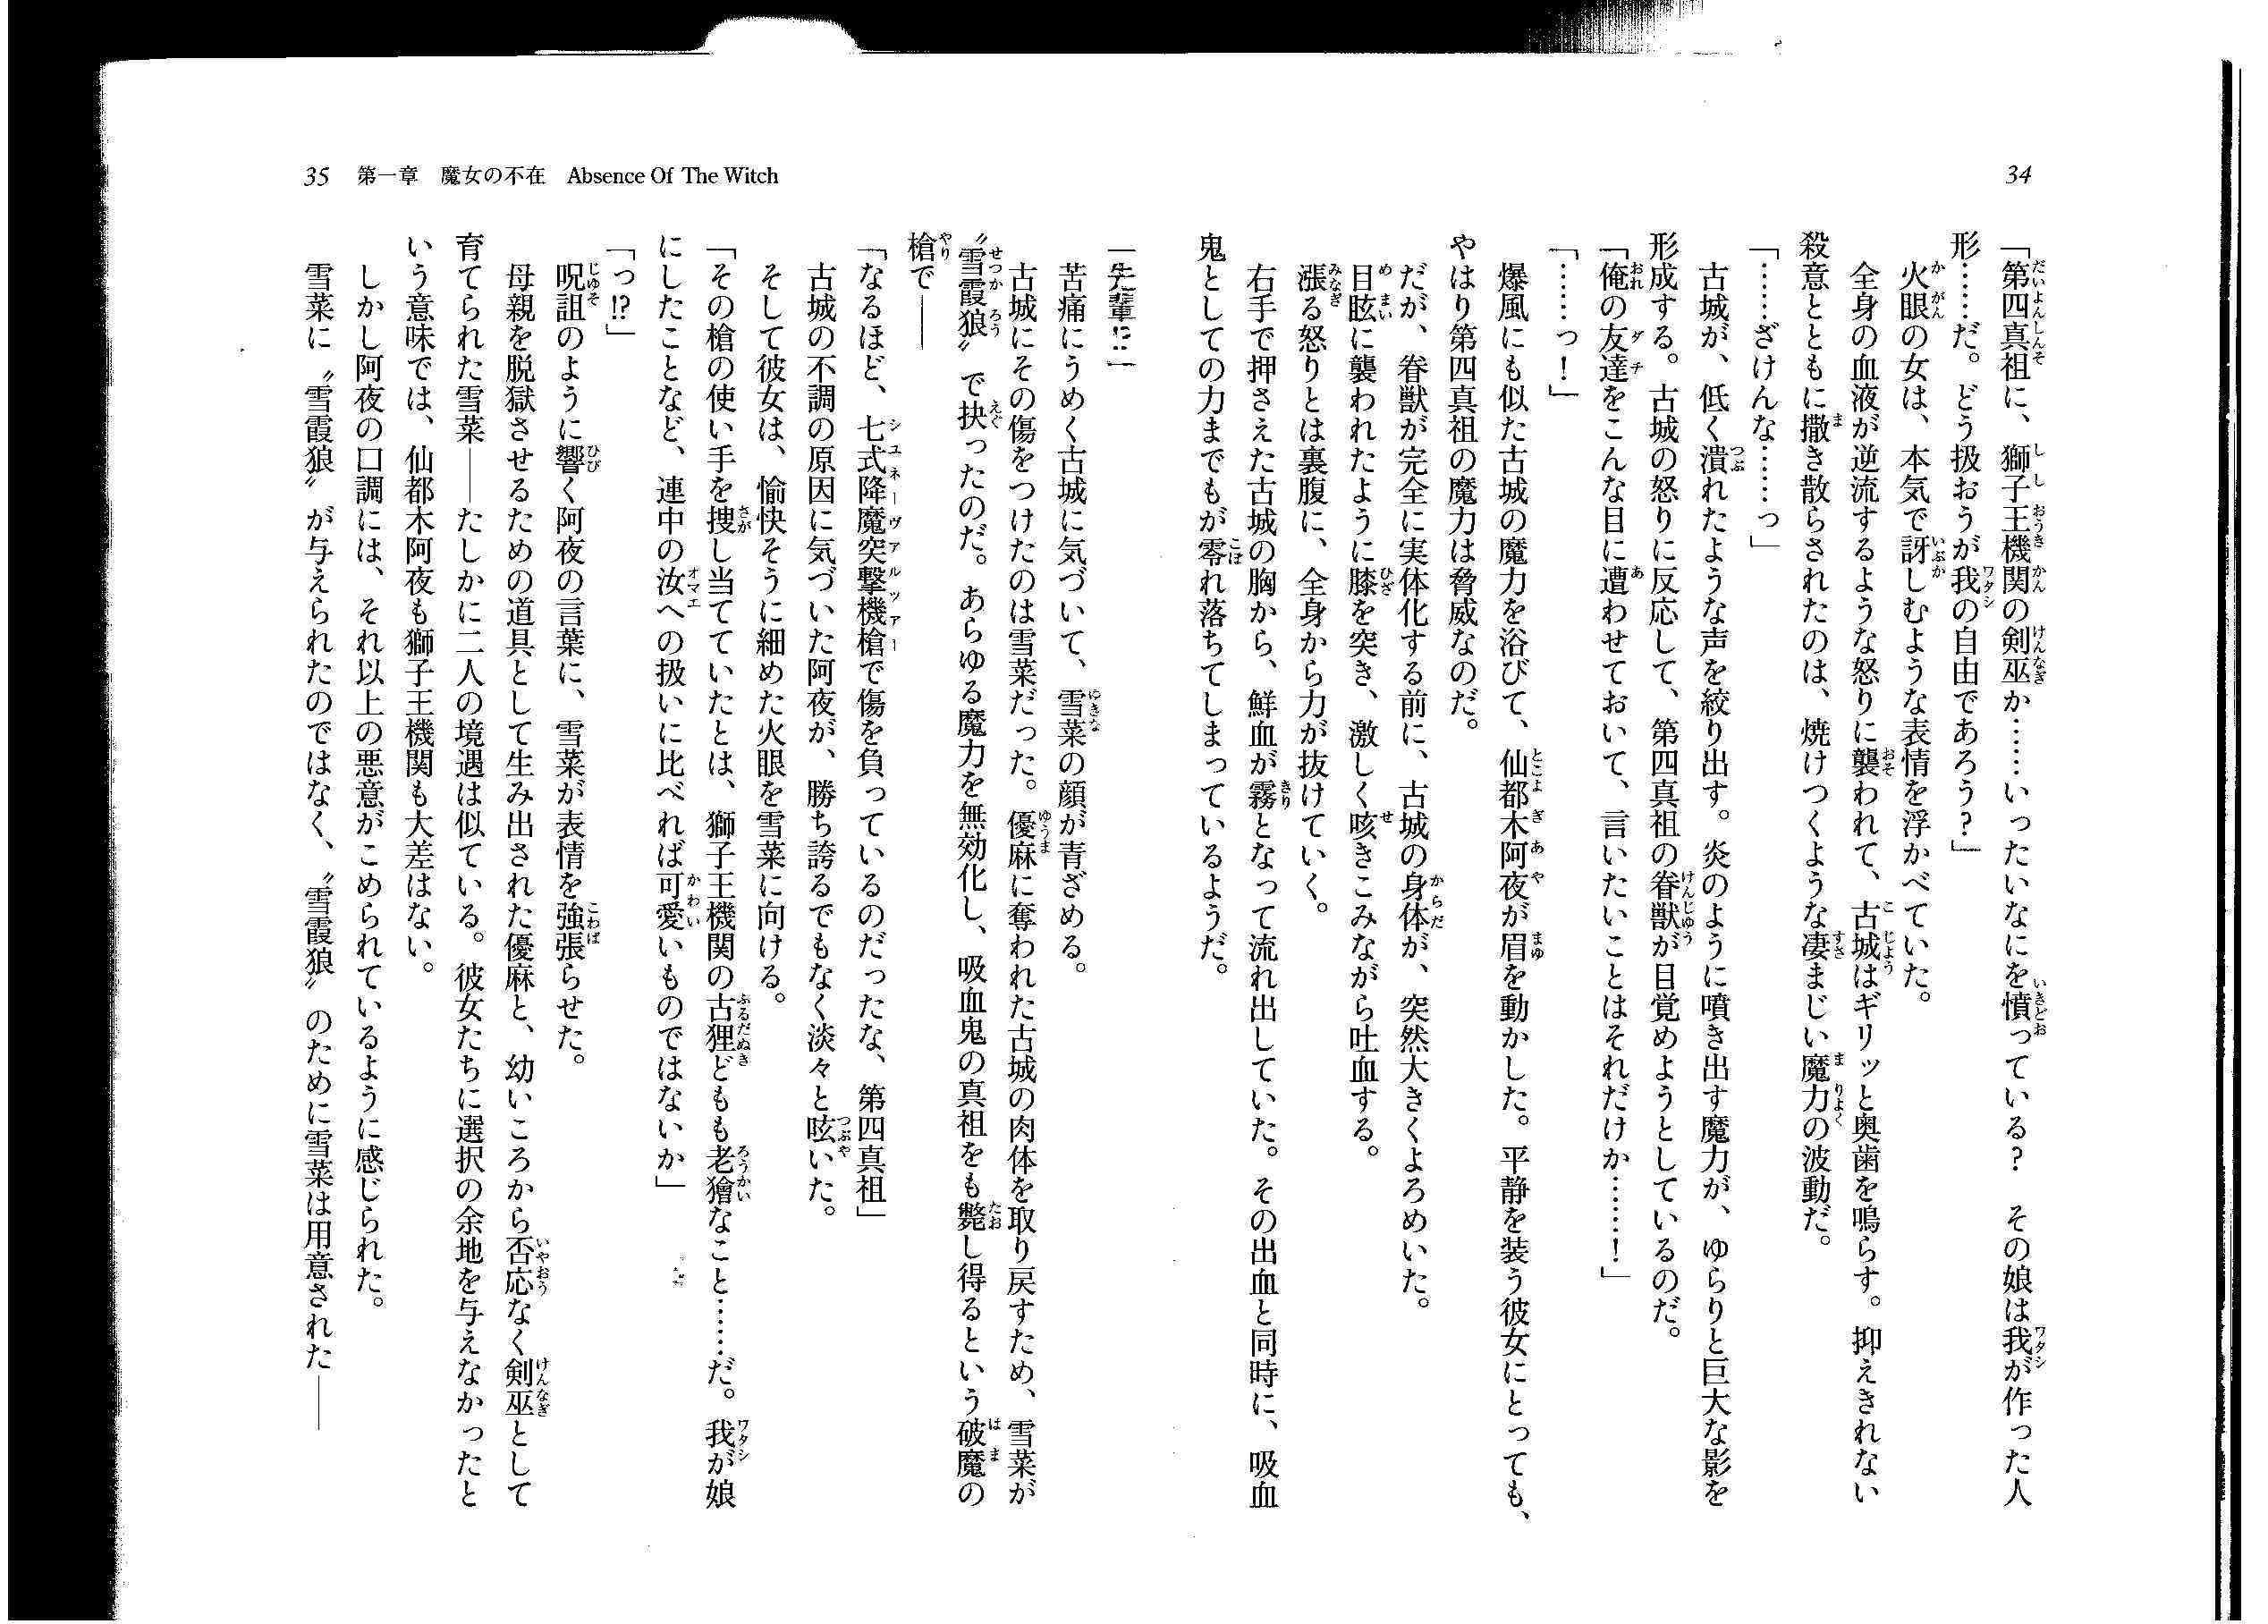 34
「第四真祖に、獅子王機関の剣巫か……いったいなにを憤っている？　その娘は我が作った人
形……だ。どう扱おうが我の自由であろう？」
火眼の女は、本気で訝しむような表情を浮かべていた。
全身の血液が逆流するような怒りに襲われて、古城はギリッと奥歯を鳴らす。抑えきれない
殺意とともに撒き散らされたのは、焼けつくような凄まじい魔力の波動だ。
「……ざけんな……っ」
古城が、低く潰れたような声を絞り出す。炎のように噴き出す魔力が、ゆらりと巨大な影を
形成する。古城の怒りに反応して、第四真祖の眷獣が目覚めようとしているのだ。
「俺の友達をこんな目に遭わせておいて、言いたいことはそれだけか……！」
「……っ！」
爆風にも似た古城の魔力を浴びて、仙都木阿夜が眉を動かした。平静を装う彼女にとっても、
やはり第四真祖の魔力は脅威なのだ。
だが、眷獣が完全に実体化する前に、古城の身体が、突然大きくよろめいた。
目眩に襲われたように膝を突き、激しく咳きこみながら吐血する。
漲る怒りとは裏腹に、全身から力が抜けていく。
右手で押さえた古城の胸から、鮮血が霧となって流れ出していた。その出血と同時に、吸血
鬼としての力までもが零れ落ちてしまっているようだ。
35　第一章　魔女の不在　Absence Of The Witch
「先輩!?」
苦痛にうめく古城に気づいて、雪菜の顔が青ざめる。
古城にその傷をつけたのは雪菜だった。優麻に奪われた古城の肉体を取り戻すため、雪菜が
〝雪霞狼〟で抉ったのだ。あらゆる魔力を無効化し、吸血鬼の真祖をも斃し得るという破魔の
槍で——
「なるほど、七式降魔突撃機槍で傷を負っているのだったな、第四真祖」
古城の不調の原因に気づいた阿夜が、勝ち誇るでもなく淡々と呟いた。
そして彼女は、愉快そうに細めた火眼を雪菜に向ける。
「その槍の使い手を捜し当てていたとは、獅子王機関の古狸どもも老獪なこと……だ。我が娘
にしたことなど、連中の汝への扱いに比べれば可愛いものではないか」
「っ!?」
呪詛のように響く阿夜の言葉に、雪菜が表情を強張らせた。
母親を脱獄させるための道具として生み出された優麻と、幼いころから否応なく剣巫として
育てられた雪菜——たしかに二人の境遇は似ている。彼女たちに選択の余地を与えなかったと
いう意味では、仙都木阿夜も獅子王機関も大差はない。
しかし阿夜の口調には、それ以上の悪意がこめられているように感じられた。
雪菜に〝雪霞狼〟が与えられたのではなく、〝雪霞狼〟のために雪菜は用意された——